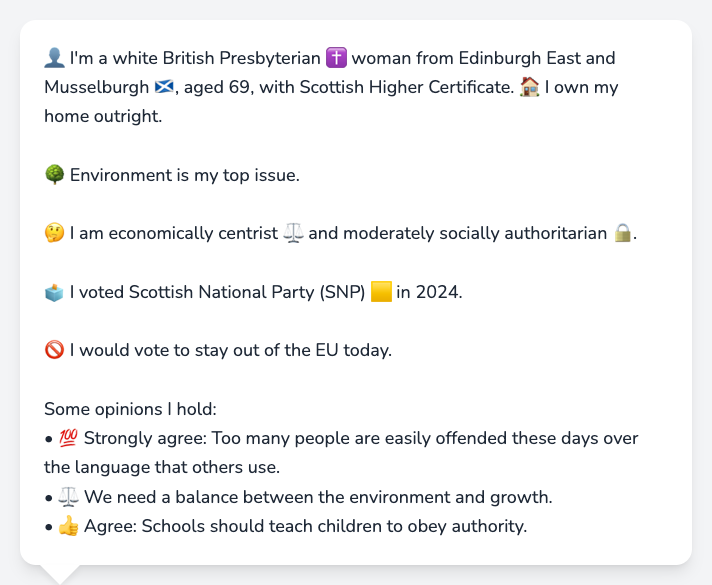 👤 I'm a white British Presbyterian ✝️ woman from Edinburgh East and
Musselburgh 🏴󠁧󠁢󠁳󠁣󠁴󠁿, aged 69, with Scottish Higher Certificate. 🏠 I own my
home outright.
🌳 Environment is my top issue.
🤔 I am economically centrist ⚖️ and moderately socially authoritarian 🔒.
🗳️ I voted Scottish National Party (SNP) 🟨 in 2024.
🚫 I would vote to stay out of the EU today.
Some opinions I hold:
• 💯 Strongly agree: Too many people are easily offended these days over
the language that others use.
• ⚖️ We need a balance between the environment and growth.
• 👍 Agree: Schools should teach children to obey authority.